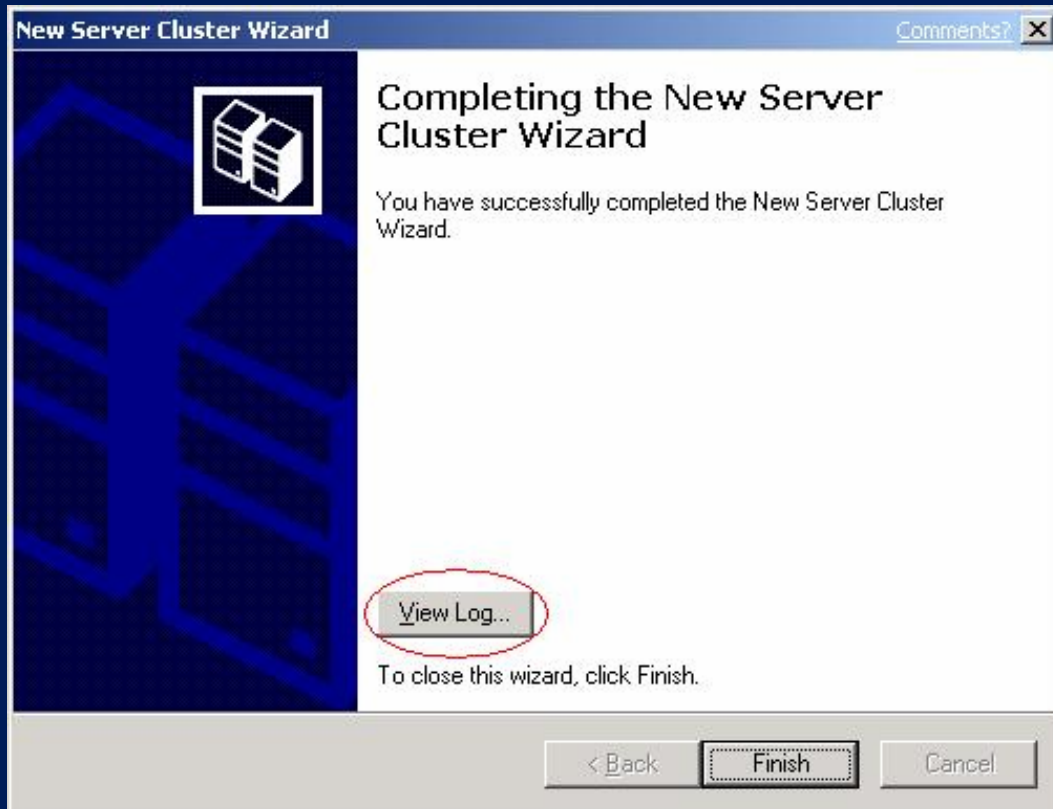 New Server Cluster Wizard
Comments?
Completing the New Server
Cluster Wizard
You have successfully completed the New Server Cluster
Wizard.
View Log...
To close this wizard, click Finish.
< Back
Finish
Cancel